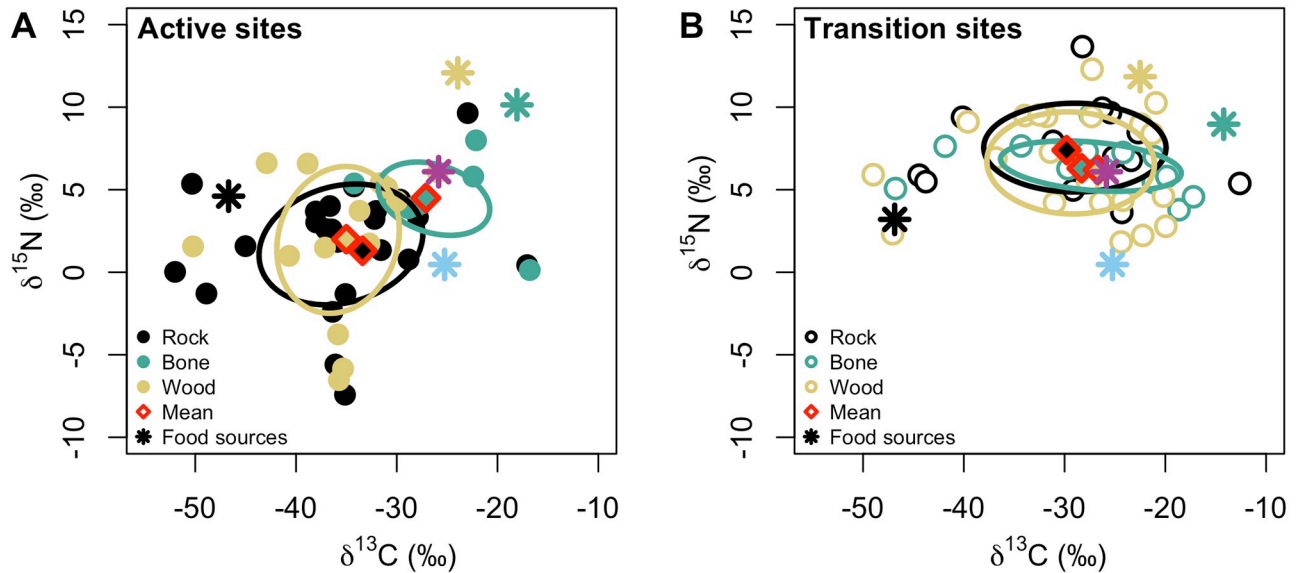 A
Active sites
15
10
5
0
-5
-10
δ15N (‰)
Rock
Bone
Wood
Mean
Food sources
-50 -40 -30 -20 -10
δ13C (‰)
B
Transition sites
15
10
5
0
-5
-10
δ15N (‰)
Rock
Bone
Wood
Mean
Food sources
-50 -40 -30 -20 -10
δ13C (‰)